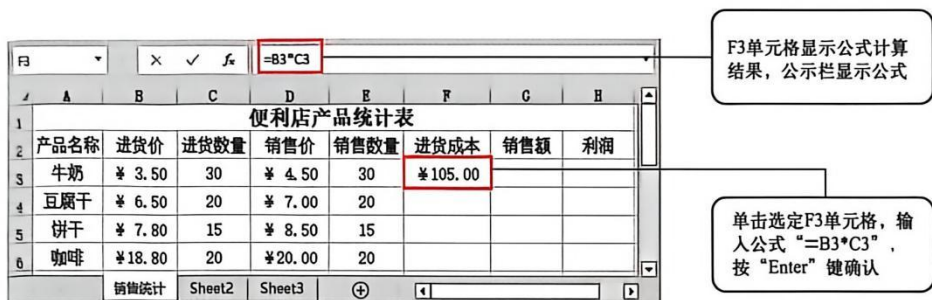 F3
=B3*C3
A B C D E F G H
1 便利店产品统计表
2 产品名称 进货价 进货数量 销售价 销售数量 进货成本 销售额 利润
3 牛奶 ¥ 3.50 30 ¥ 4.50 30 ¥105.00
4 豆腐干 ¥ 6.50 20 ¥ 7.00 20
5 饼干 ¥ 7.80 15 ¥ 8.50 15
6 咖啡 ¥18.80 20 ¥20.00 20
销售统计 Sheet2 Sheet3
F3单元格显示公式计算
结果，公示栏显示公式
单击选定F3单元格，输
入公式“=B3*C3”，
按“Enter”键确认